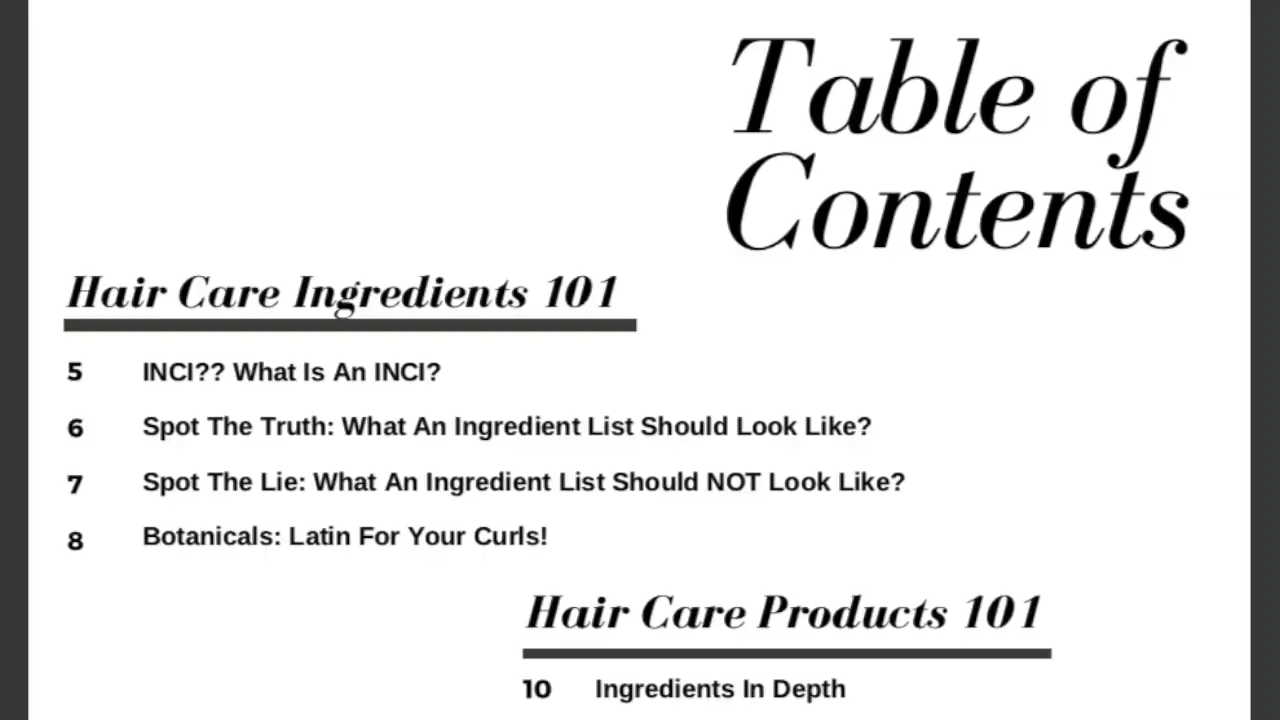 Table of
Contents
Hair Care Ingredients 101
5 INCI?? What Is An INCI?
6 Spot The Truth: What An Ingredient List Should Look Like?
7 Spot The Lie: What An Ingredient List Should NOT Look Like?
8 Botanicals: Latin For Your Curls!
Hair Care Products 101
10 Ingredients In Depth